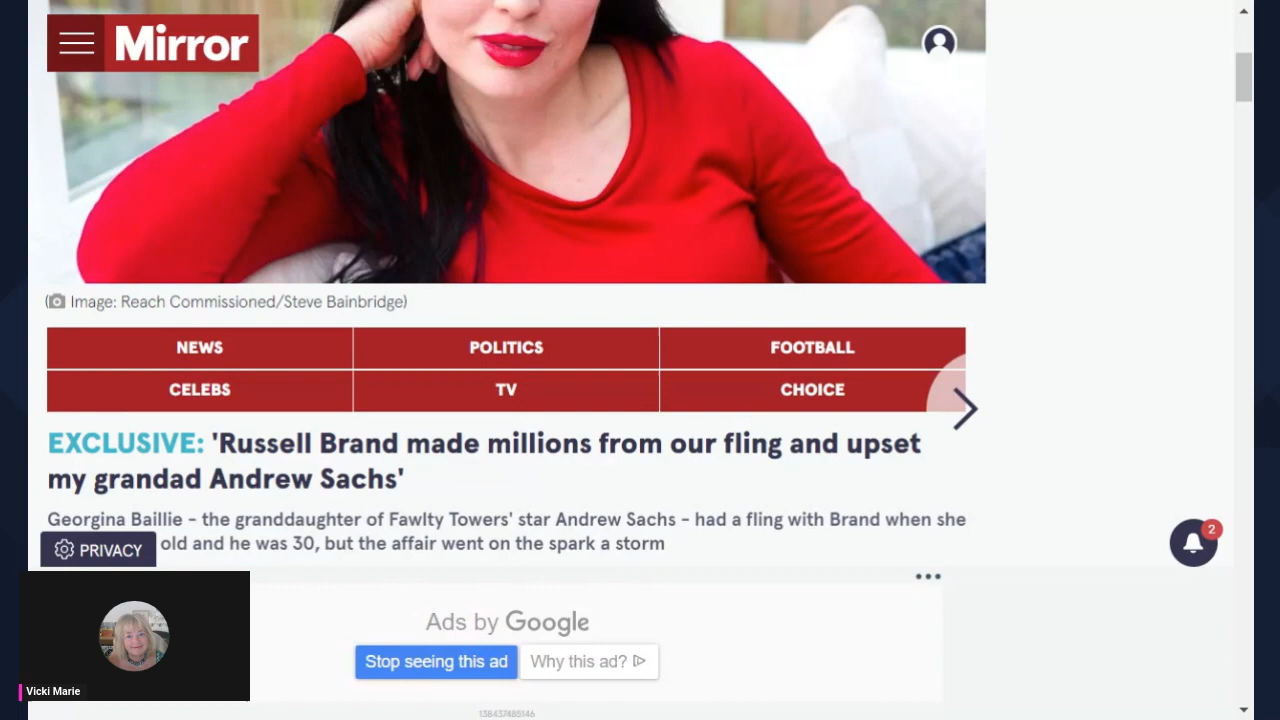 Mirror
(Image: Reach Commissioned/Steve Bainbridge)
NEWS
POLITICS
FOOTBALL
CELEBS
TV
CHOICE
EXCLUSIVE: 'Russell Brand made millions from our fling and upset
my grandad Andrew Sachs'
Georgina Baillie - the granddaughter of Fawlty Towers' star Andrew Sachs - had a fling with Brand when she
old and he was 30, but the affair went on the spark a storm
PRIVACY
2
Ads by Google
Stop seeing this ad
Why this ad?
Vicki Marie
138437485146